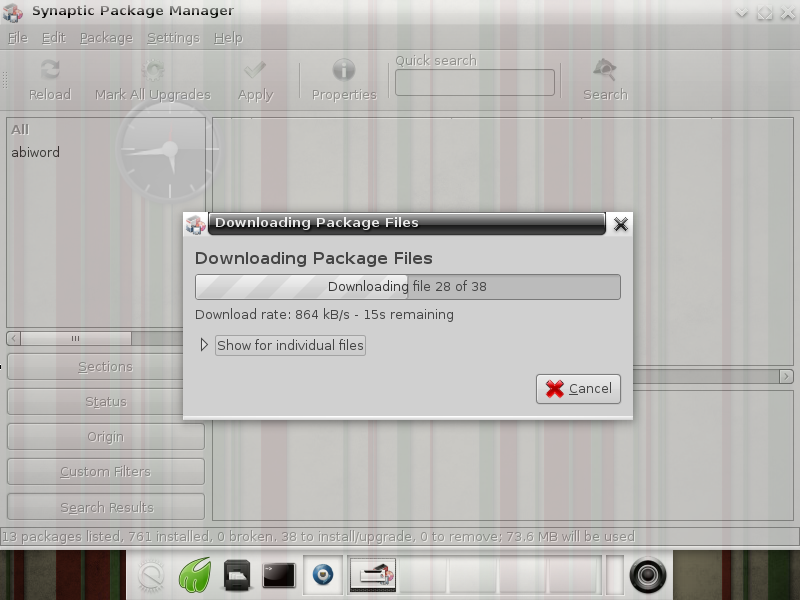 Synaptic Package Manager
File Edit Package Settings Help
Quick search
Reload Mark All Upgrades Apply Properties Search
All
abiword
Downloading Package Files
Downloading Package Files
Downloading file 28 of 38
Download rate: 864 kB/s - 15s remaining
Show for individual files
Cancel
Sections
Status
Origin
Custom Filters
Search Results
13 packages listed, 761 installed, 0 broken, 38 to install/upgrade, 0 to remove; 73.6 MB will be used